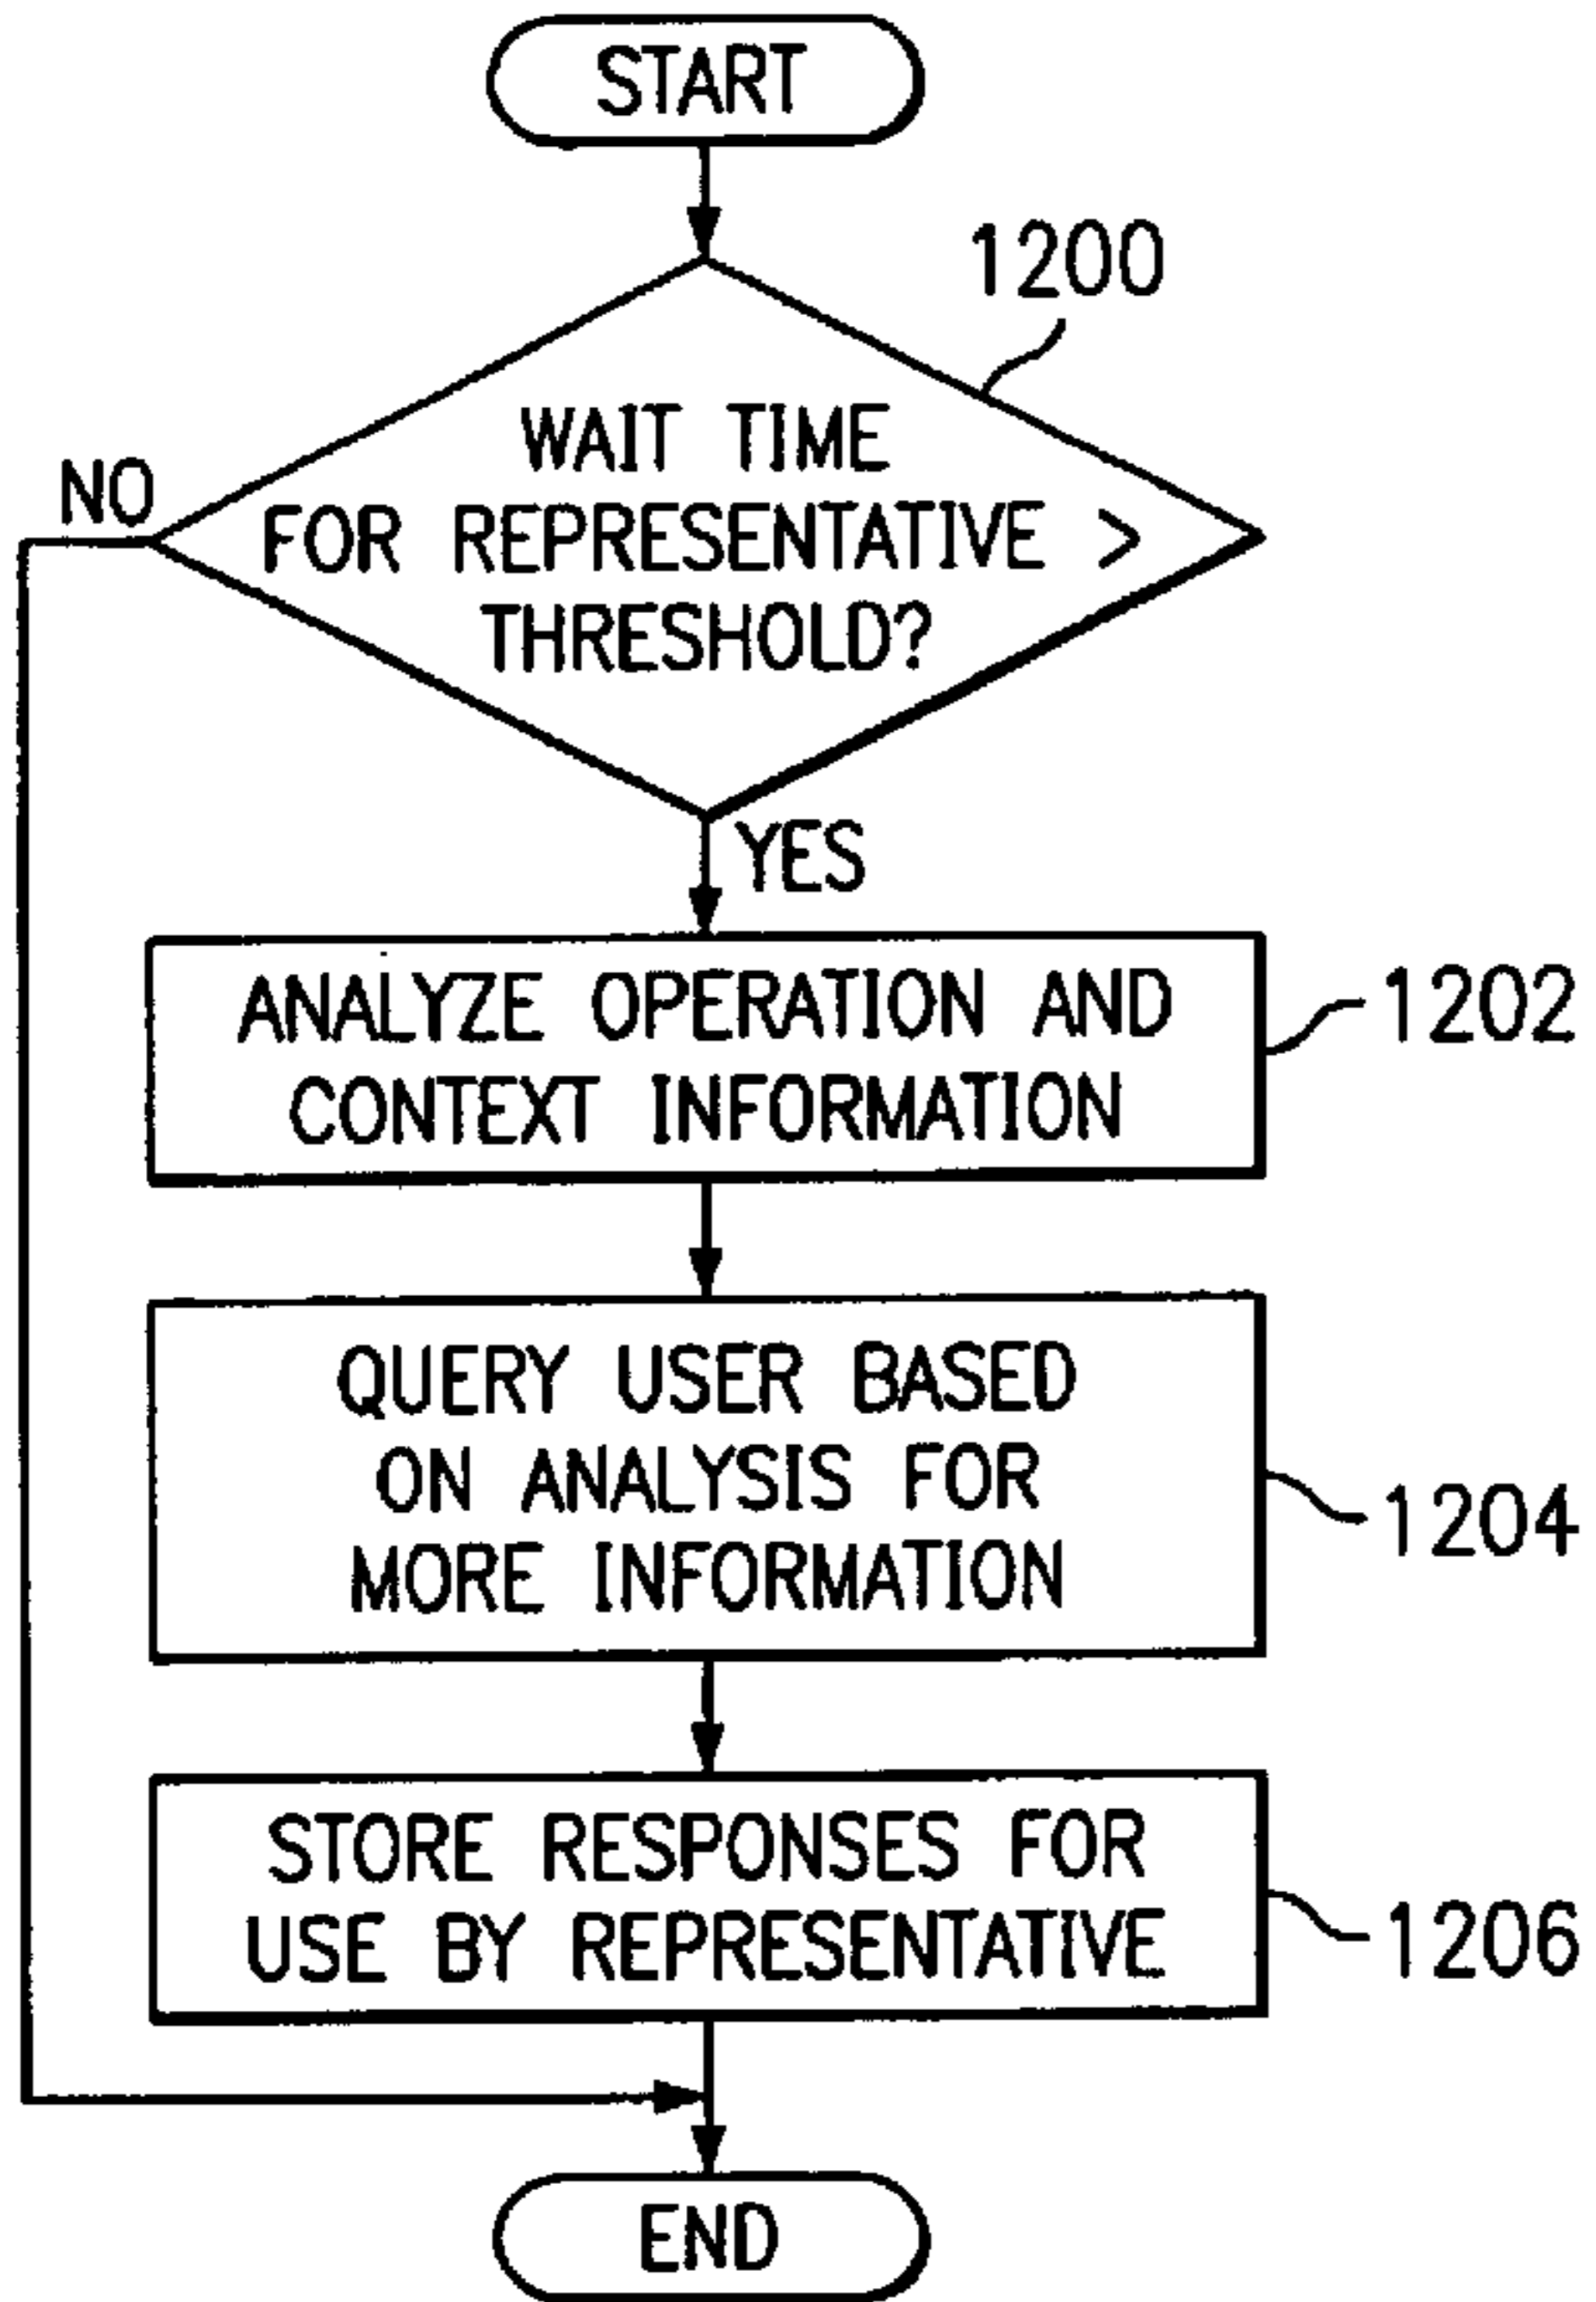 START
1200
WAIT TIME
FOR REPRESENTATIVE >
THRESHOLD?
NO
YES
ANALYZE OPERATION AND
CONTEXT INFORMATION
1202
QUERY USER BASED
ON ANALYSIS FOR
MORE INFORMATION
1204
STORE RESPONSES FOR
USE BY REPRESENTATIVE
1206
END